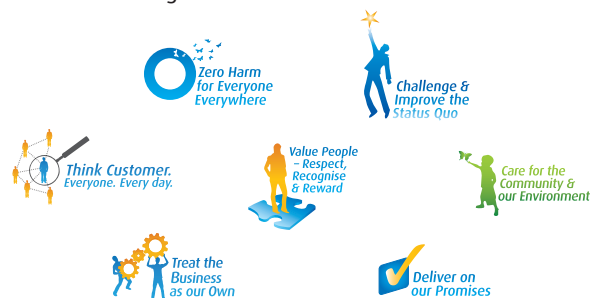 Zero Harm
for Everyone
Everywhere
Challenge &
Improve the
Status Quo
Think Customer.
Everyone. Every day.
Value People
– Respect,
Recognise
& Reward
Care for the
Community &
our Environment
Treat the
Business
as our Own
Deliver on
our Promises